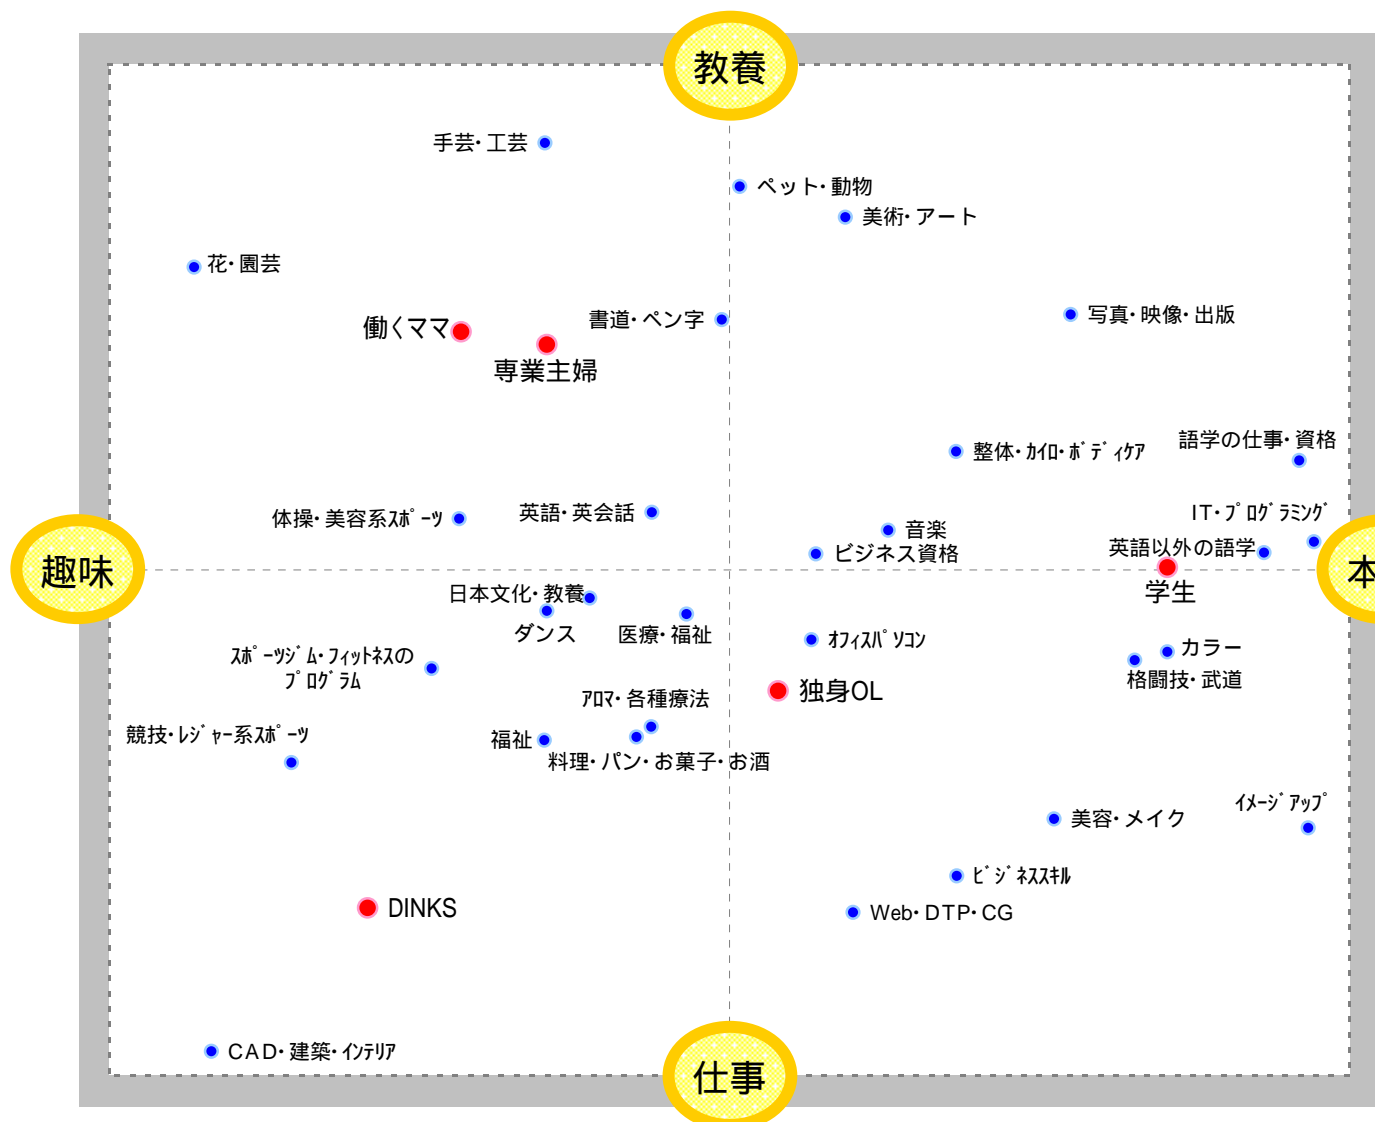 教養
手芸・工芸
ペット・動物
美術・アート
花・園芸
働くママ
書道・ペン字
写真・映像・出版
専業主婦
語学の仕事・資格
整体・ｶｲﾛ・ﾎﾞﾃﾞｨｹｱ
体操・美容系ｽﾎﾟｰﾂ
英語・英会話
IT・ﾌﾟﾛｸﾞﾗﾐﾝｸﾞ
音楽
ビジネス資格
英語以外の語学
趣味
本
学生
日本文化・教養
ダンス
医療・福祉
ｵﾌｨｽﾊﾟｿｺﾝ
カラー
格闘技・武道
ｽﾎﾟｰﾂｼﾞﾑ・ﾌｨｯﾄﾈｽの
ﾌﾟﾛｸﾞﾗﾑ
独身OL
ｱﾛﾏ・各種療法
競技・ﾚｼﾞｬｰ系ｽﾎﾟｰﾂ
福祉
料理・パン・お菓子・お酒
ｲﾒｰｼﾞｱｯﾌﾟ
美容・メイク
ﾋﾞｼﾞﾈｽｽｷﾙ
DINKS
Web・DTP・CG
CAD・建築・ｲﾝﾃﾘｱ
仕事